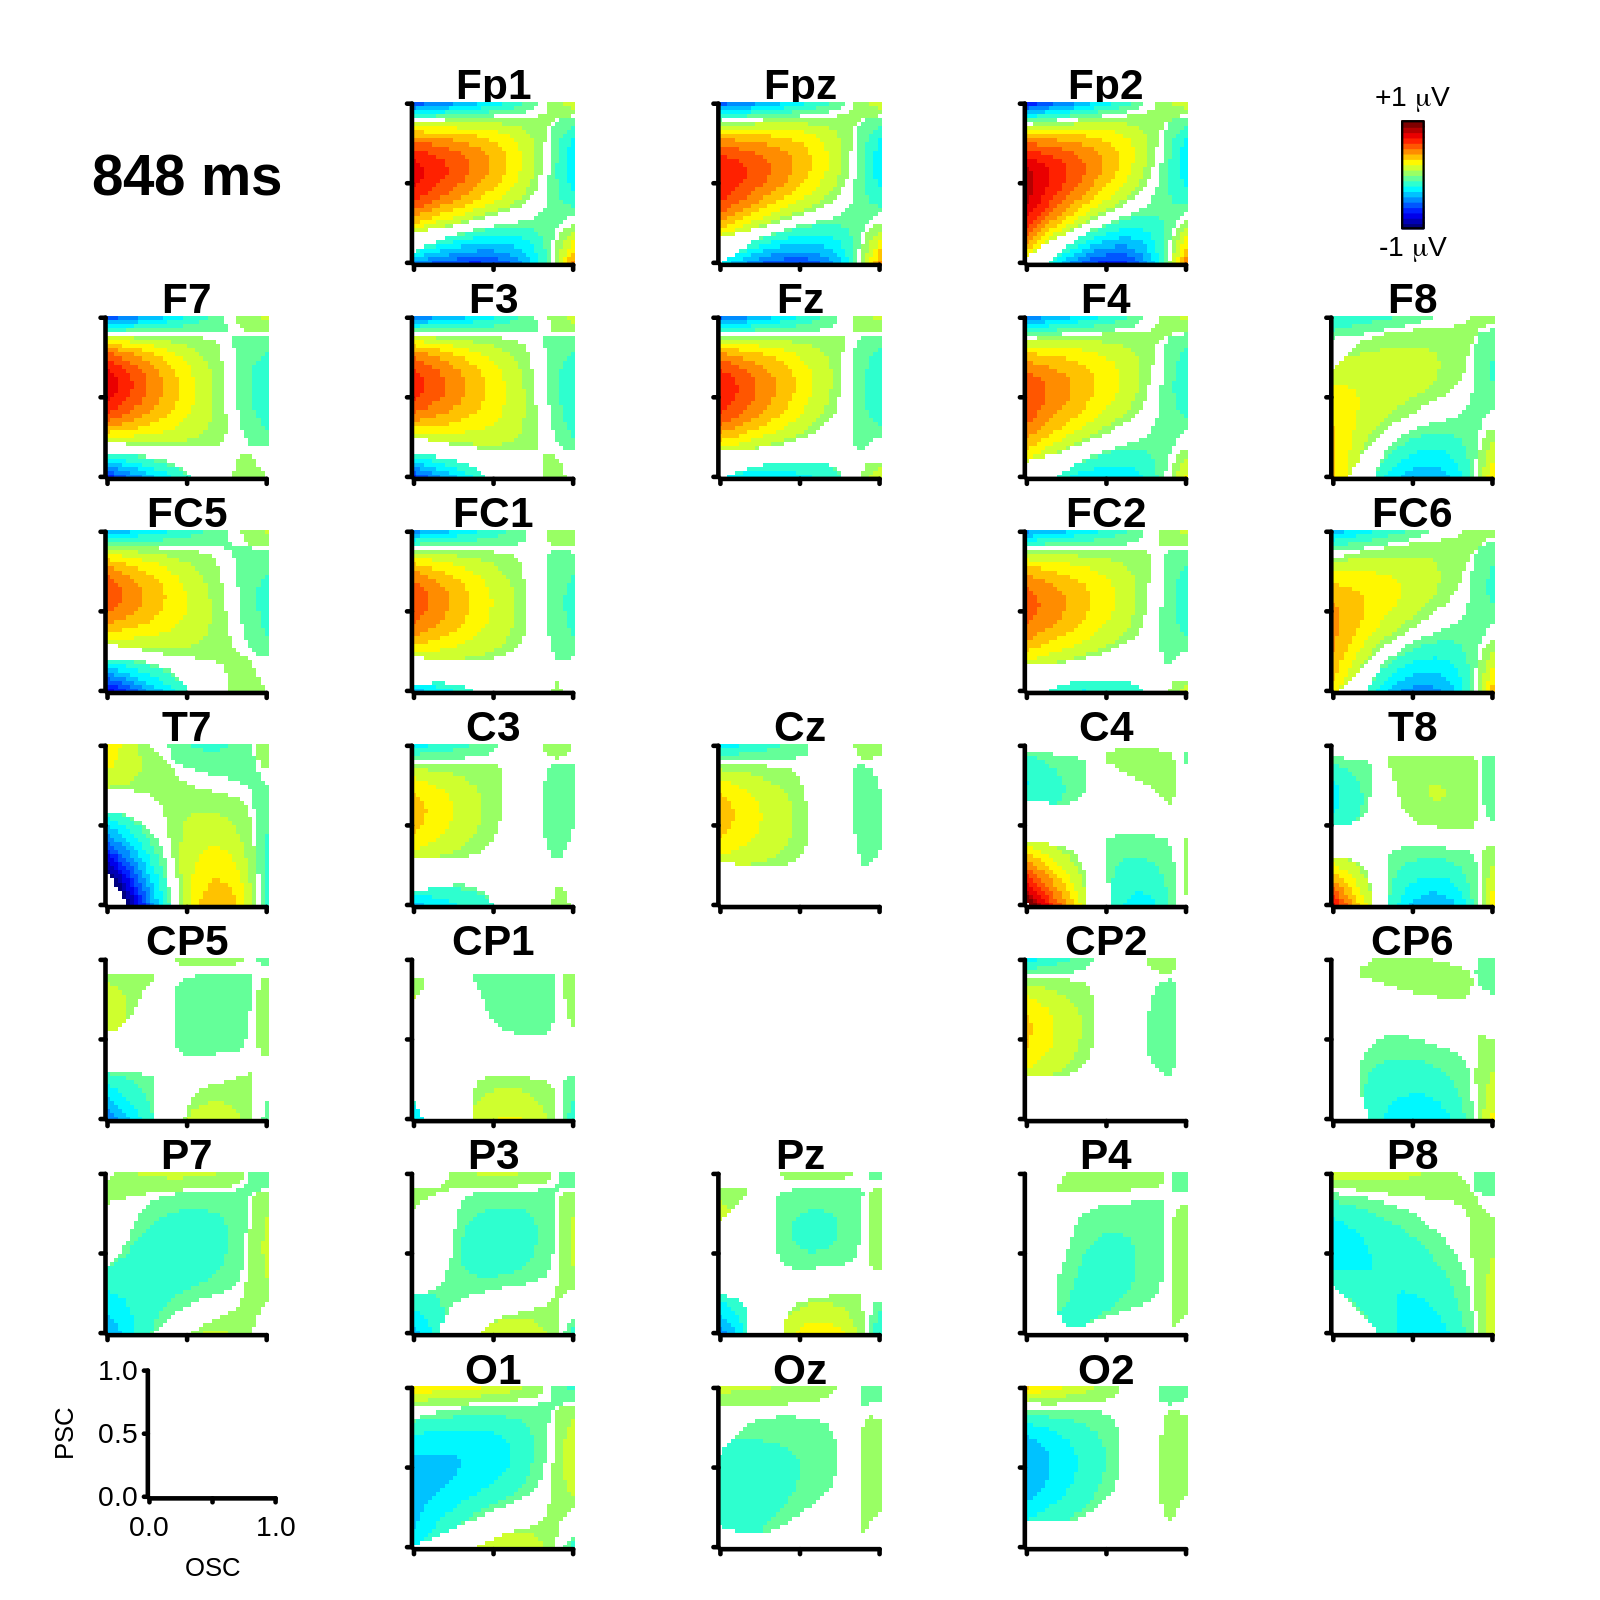 Fp1 Fpz Fp2
+1 μV
848 ms
-1 μV
F7 F3 Fz F4 F8
FC5 FC1 FC2 FC6
T7 C3 Cz C4 T8
CP5 CP1 CP2 CP6
P7 P3 Pz P4 P8
O1 Oz O2
1.0
0.5
0.0
PSC
0.0 1.0
OSC